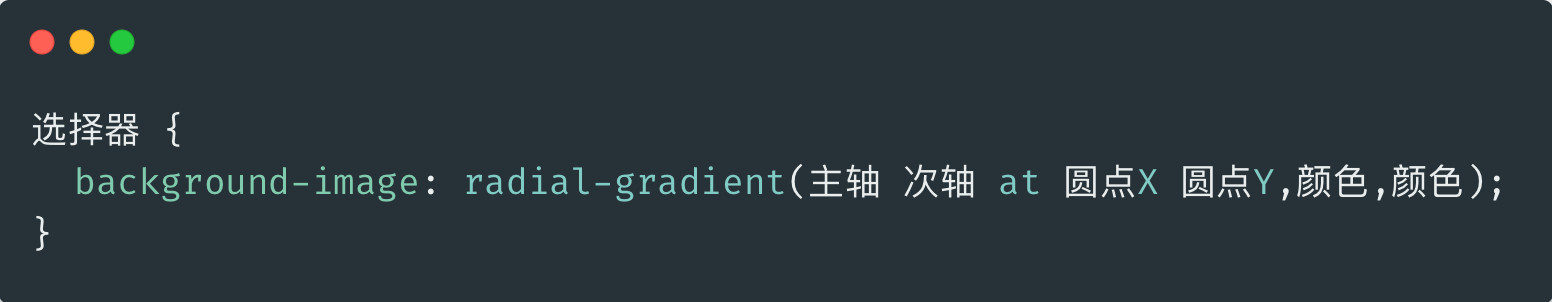 选择器 {
  background-image: radial-gradient(主轴 次轴 at 圆点X 圆点Y,颜色,颜色);
}